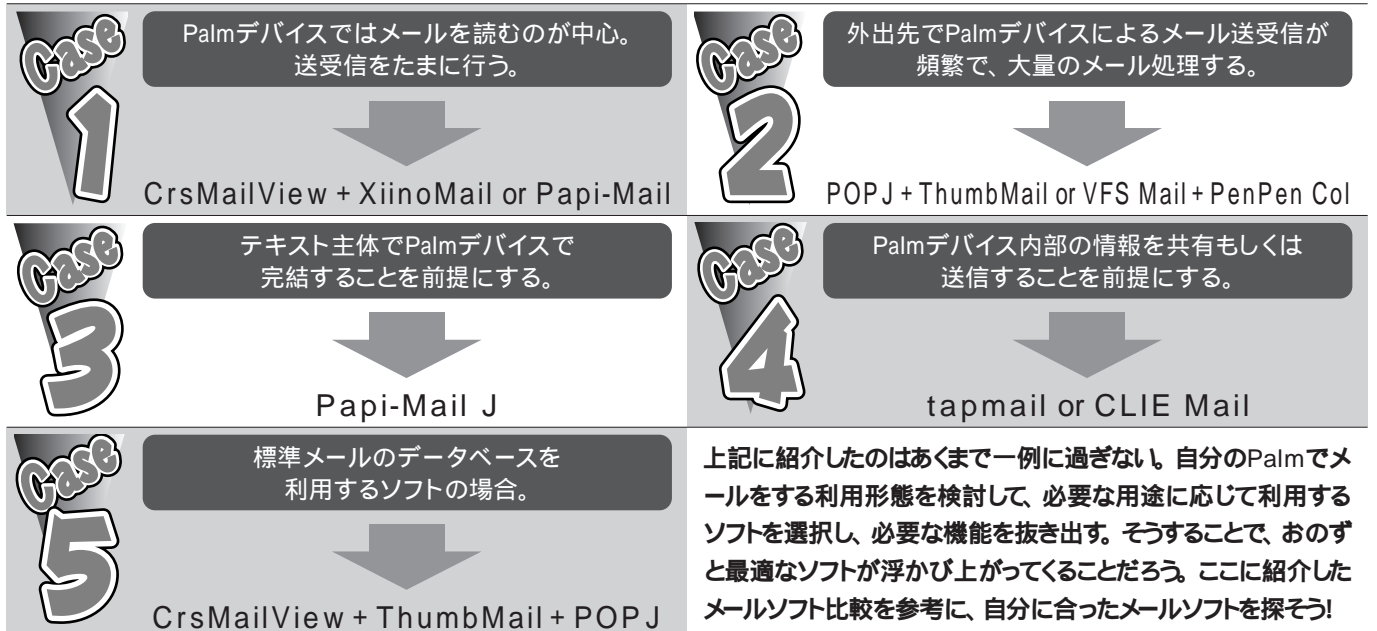 Case 1
Palmデバイスではメールを読むのが中心。
送受信をたまに行う。
CrsMailView + XiinoMail or Papi-Mail
Case 2
外出先でPalmデバイスによるメール送受信が
頻繁で、大量のメール処理する。
POPJ + ThumbMail or VFS Mail + PenPen Col
Case 3
テキスト主体でPalmデバイスで
完結することを前提にする。
Papi-Mail J
Case 4
Palmデバイス内部の情報を共有もしくは
送信することを前提にする。
tapmail or CLIE Mail
Case 5
標準メールのデータベースを
利用するソフトの場合。
CrsMailView + ThumbMail + POPJ
上記に紹介したのはあくまで一例に過ぎない。自分のPalmでメ
ールをする利用形態を検討して、必要な用途に応じて利用する
ソフトを選択し、必要な機能を抜き出す。そうすることで、おのず
と最適なソフトが浮かび上がってくることだろう。ここに紹介した
メールソフト比較を参考に、自分に合ったメールソフトを探そう!